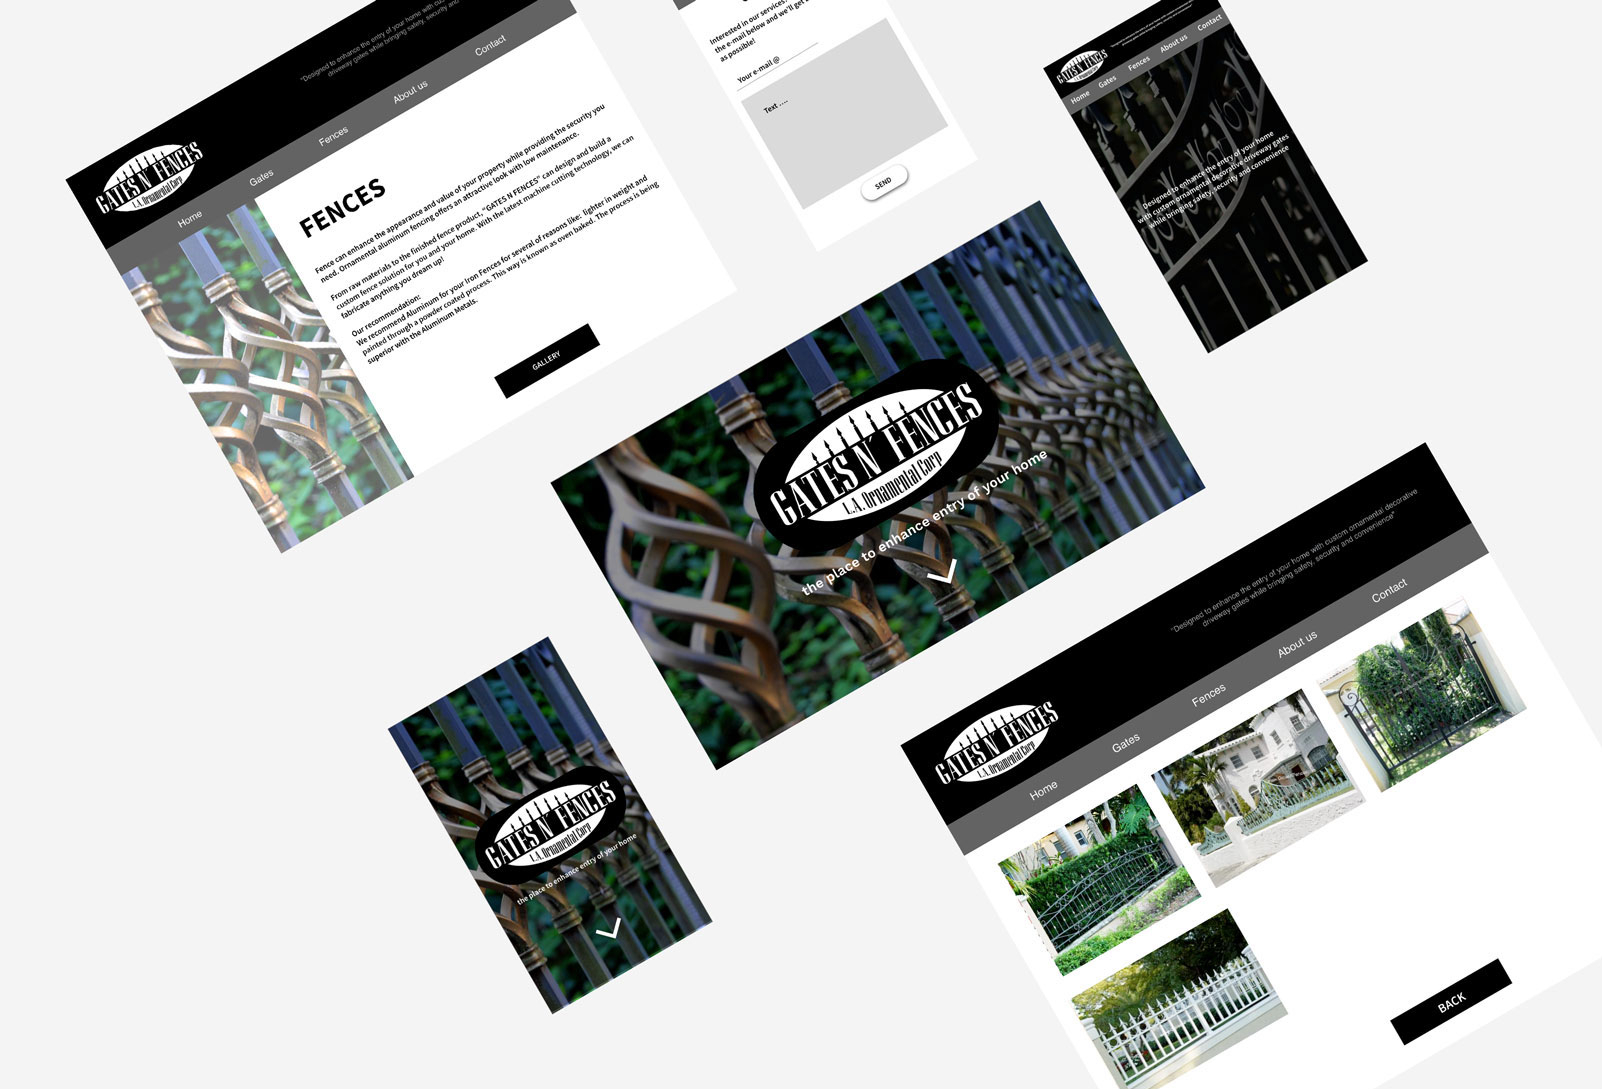 "Designed to enhance the entry of your home with
driveway gates while bringing safety, security and
GATES N' FENCES
L.A. Ornamental Corp
Home
Gates
Fences
About us
Contact
FENCES
Fence can enhance the appearance and value of your property while providing the security you
need. Ornamental aluminum fencing offers an attractive look with low maintenance.
From raw materials to the finished fence product, "GATES N FENCES" can design and build a
custom fence solution for you and your home. With the latest machine cutting technology, we can
fabricate anything you dream up!
Our recommendation:
We recommend Aluminum for your Iron Fences for several of reasons like: lighter in weight and
painted through a powder coated process. This way is known as oven baked. The process is being
superior with the Aluminum Metals.
GALLERY
Interested in our services?
the e-mail below and we'll get
as possible!
Your e-mail @
Text ....
SEND
GATES N' FENCES
L.A. Ornamental Corp
Home
Gates
Fences
About us
Contact
Designed to enhance the entry of your home
with custom ornamental decorative driveway gates
while bringing safety, security and convenience
GATES N' FENCES
L.A. Ornamental Corp
the place to enhance entry of your home
GATES N' FENCES
L.A. Ornamental Corp
the place to enhance entry of your home
"Designed to enhance the entry of your home with custom ornamental decorative
driveway gates while bringing safety, security and convenience"
GATES N' FENCES
L.A. Ornamental Corp
Home
Gates
Fences
About us
Contact
BACK